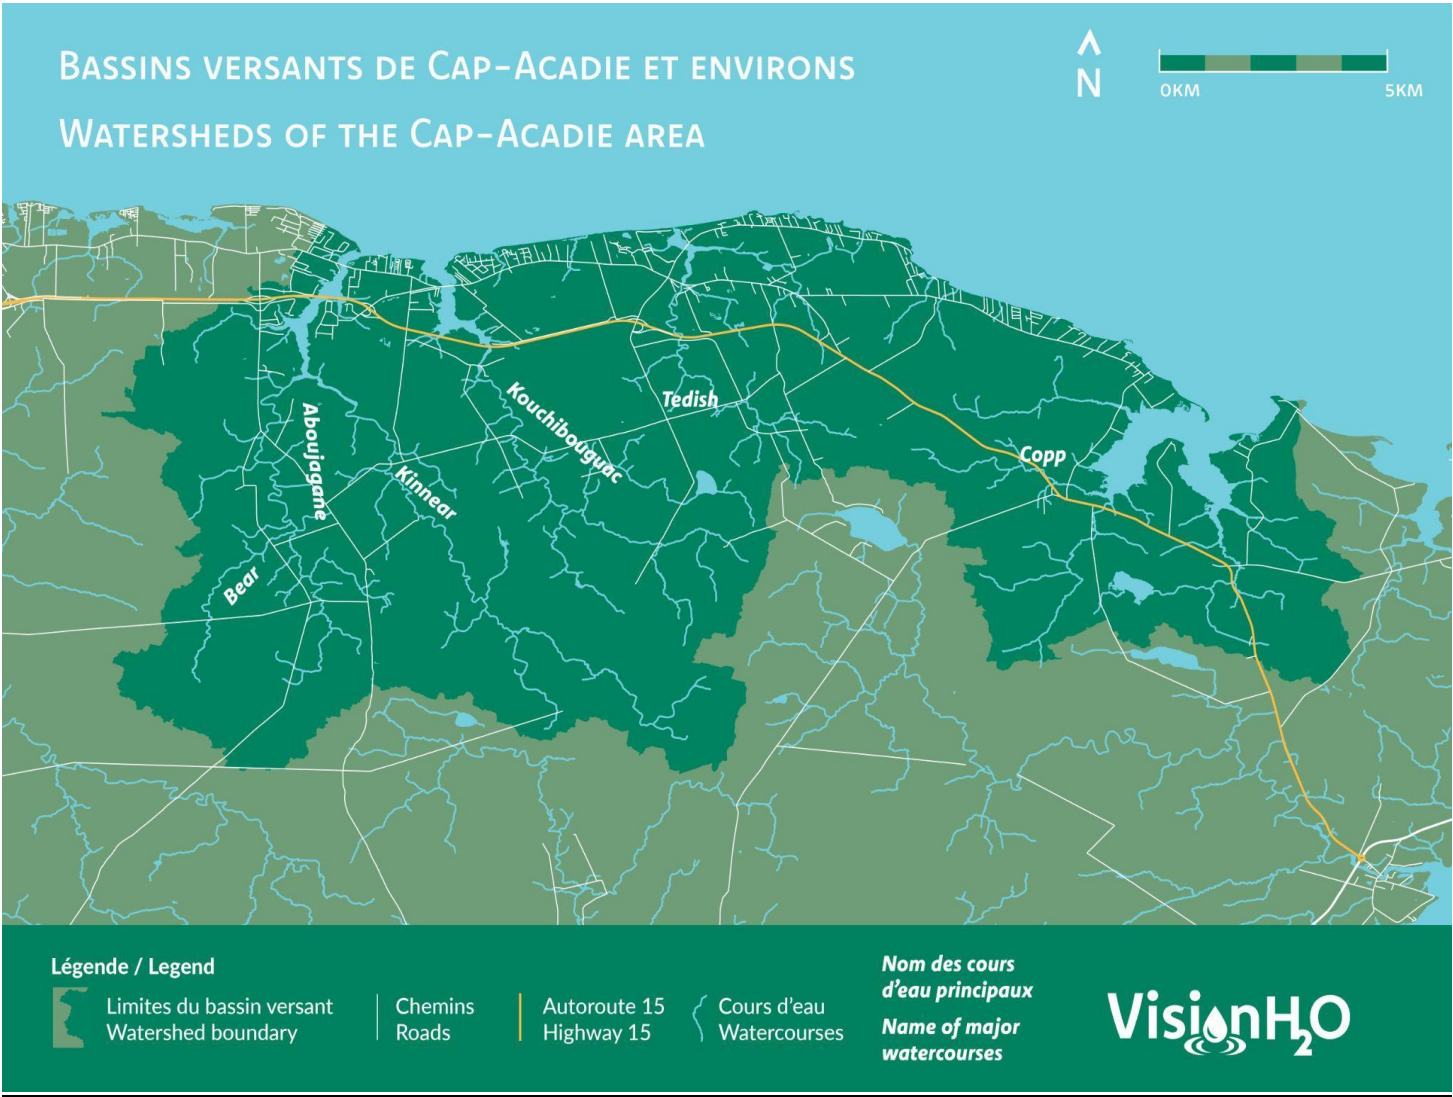 BASSINS VERSANTS DE CAP-ACADIE ET ENVIRONS
WATERSHEDS OF THE CAP-ACADIE AREA
N
0KM
5KM
Kouchibouguac
Tedish
Aboujagane
Kinnear
Copp
Bear
Légende / Legend
Limites du bassin versant
Watershed boundary
Chemins
Roads
Autoroute 15
Highway 15
Cours d'eau
Watercourses
Nom des cours
d'eau principaux
Name of major
watercourses
VisionH2O